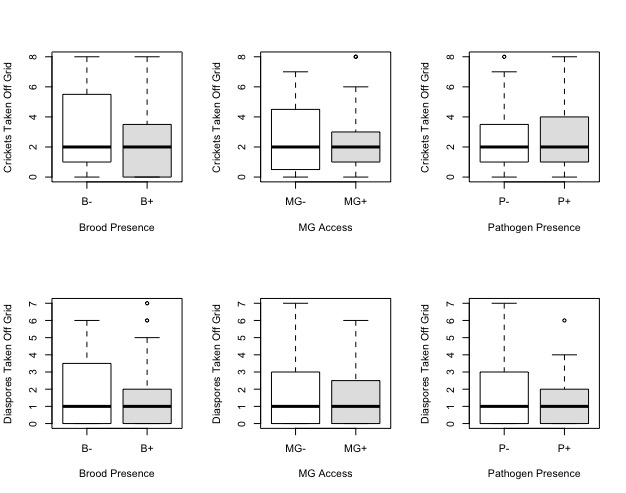 Crickets Taken Off Grid
8
6
4
2
0
B- B+
Brood Presence
Crickets Taken Off Grid
8
6
4
2
0
MG- MG+
MG Access
Crickets Taken Off Grid
8
6
4
2
0
P- P+
Pathogen Presence
Diaspores Taken Off Grid
7
6
5
4
3
2
1
0
B- B+
Brood Presence
Diaspores Taken Off Grid
7
6
5
4
3
2
1
0
MG- MG+
MG Access
Diaspores Taken Off Grid
7
6
5
4
3
2
1
0
P- P+
Pathogen Presence